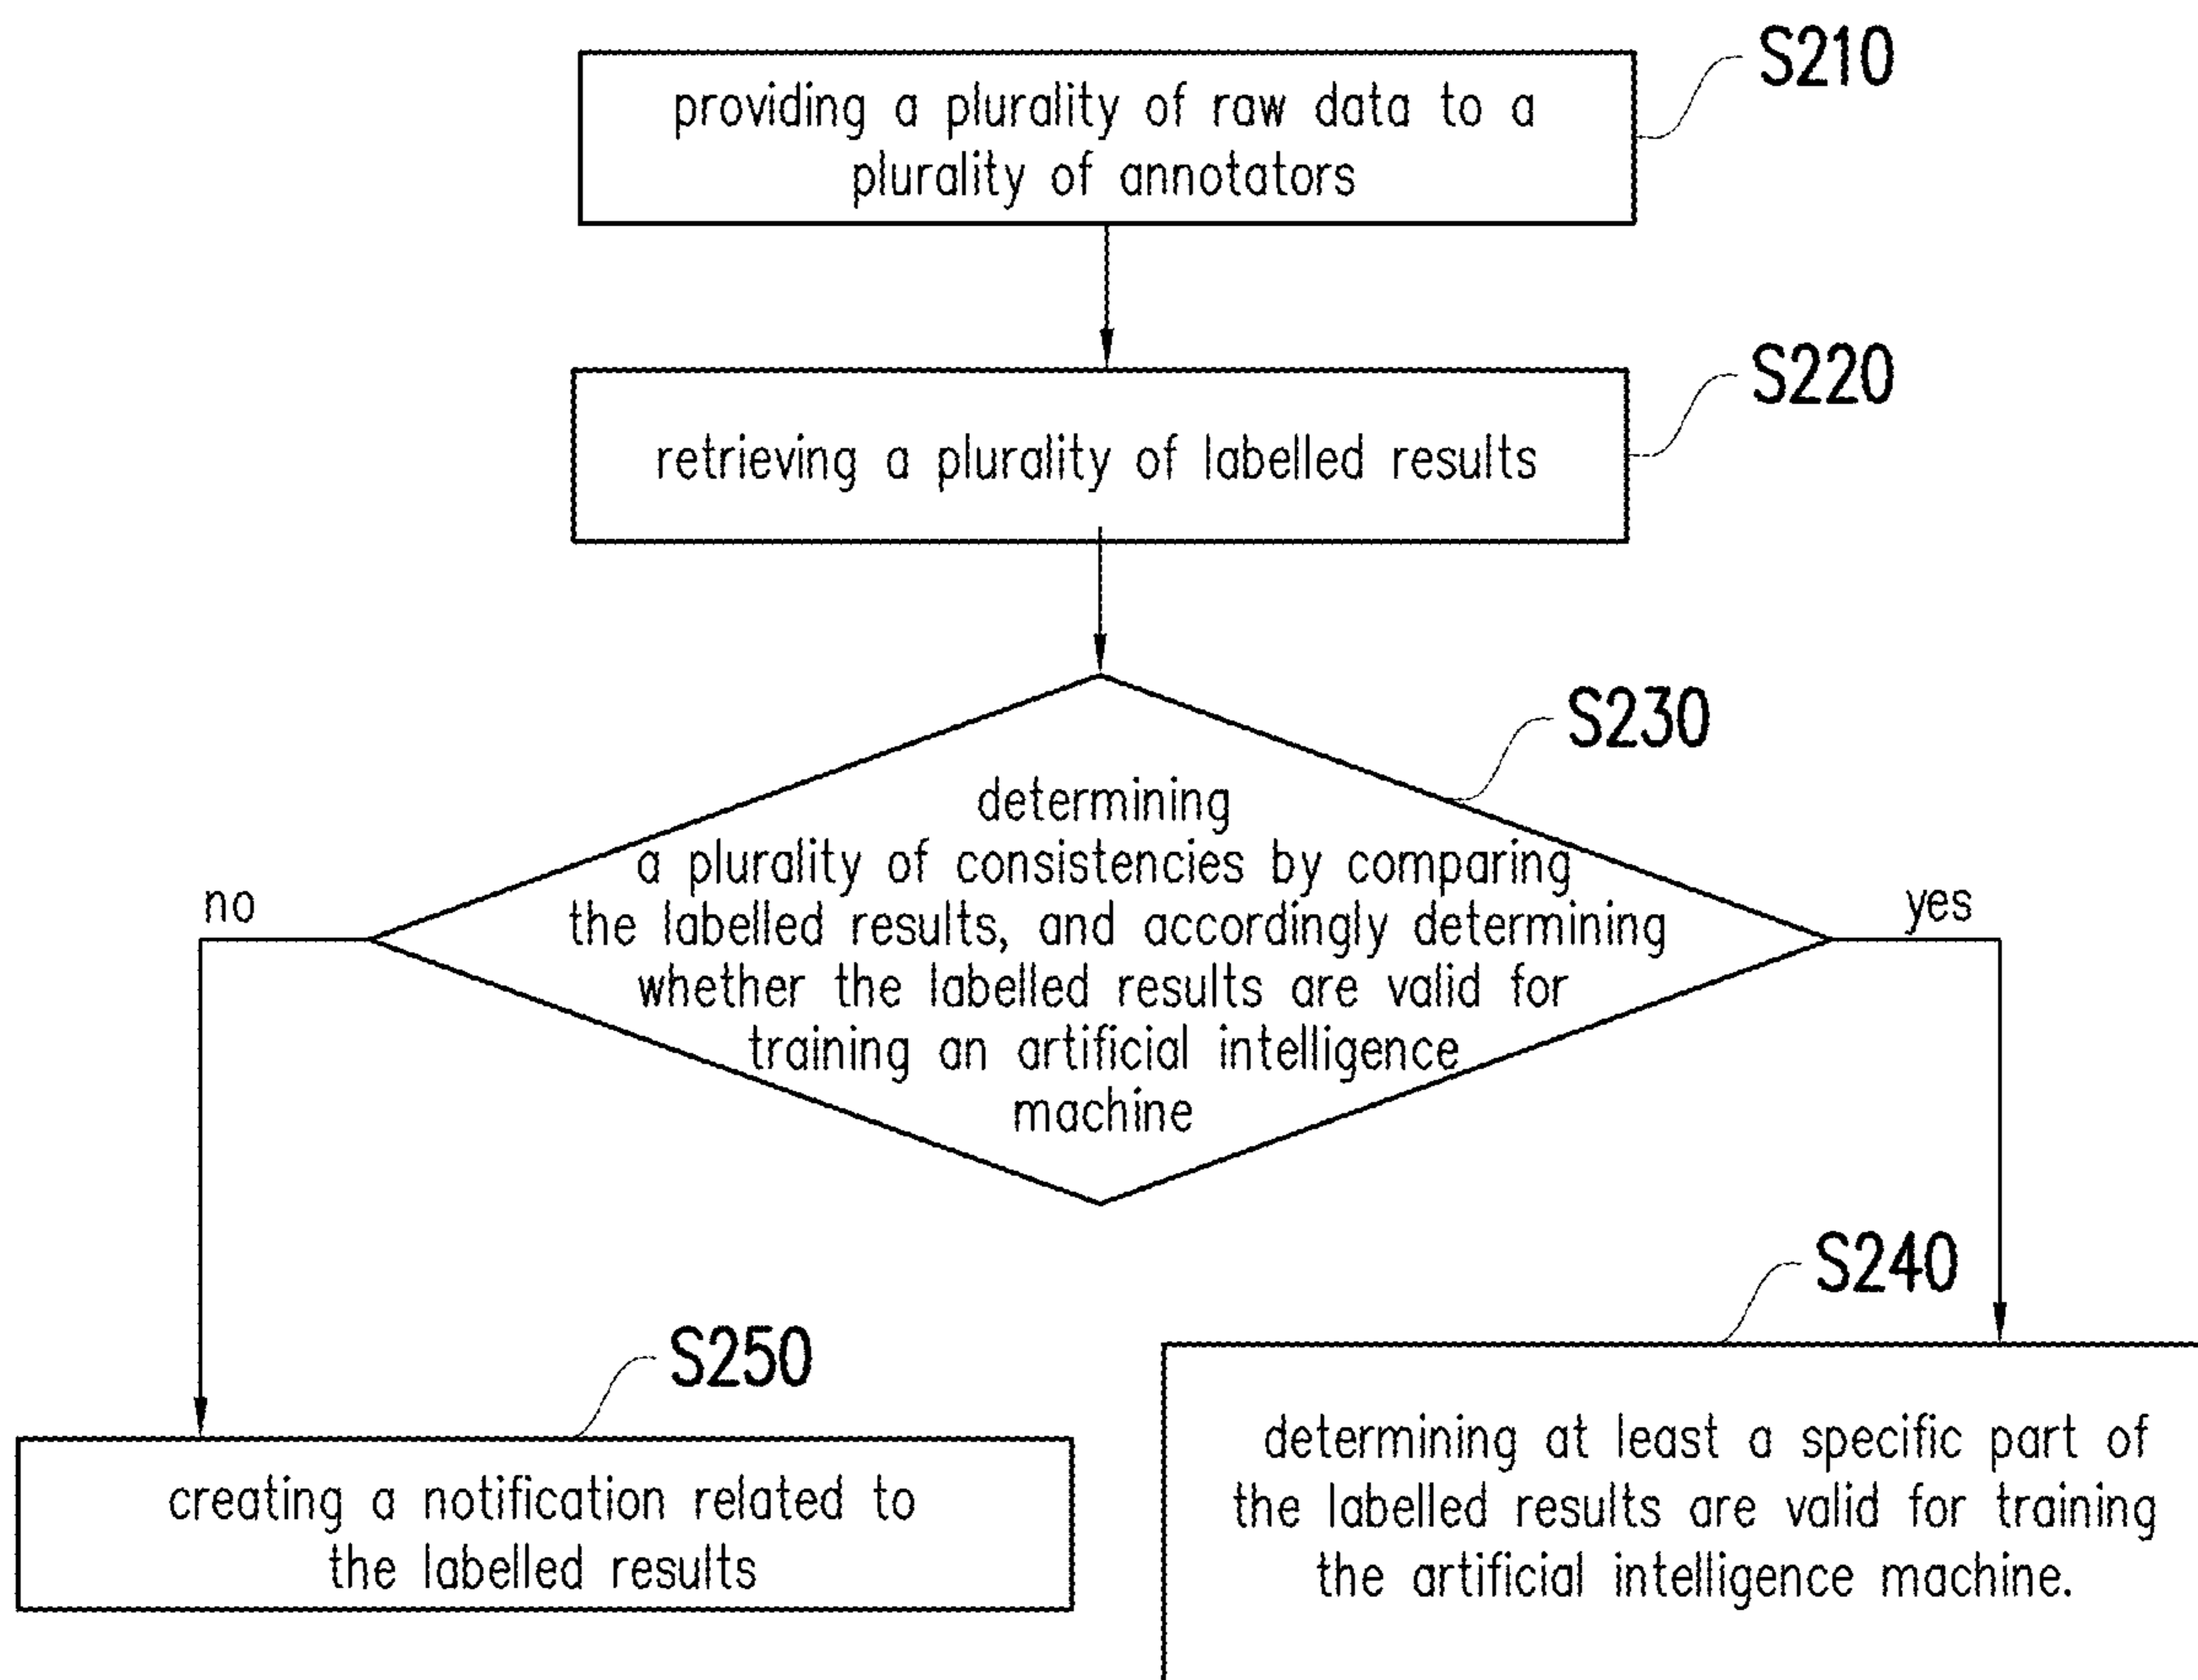 S210
providing a plurality of raw data to a
plurality of annotators
S220
retrieving a plurality of labelled results
S230
determining
a plurality of consistencies by comparing
the labelled results, and accordingly determining
whether the labelled results are valid for
training an artificial intelligence
machine
no
yes
S250
creating a notification related to
the labelled results
S240
determining at least a specific part of
the labelled results are valid for training
the artificial intelligence machine.